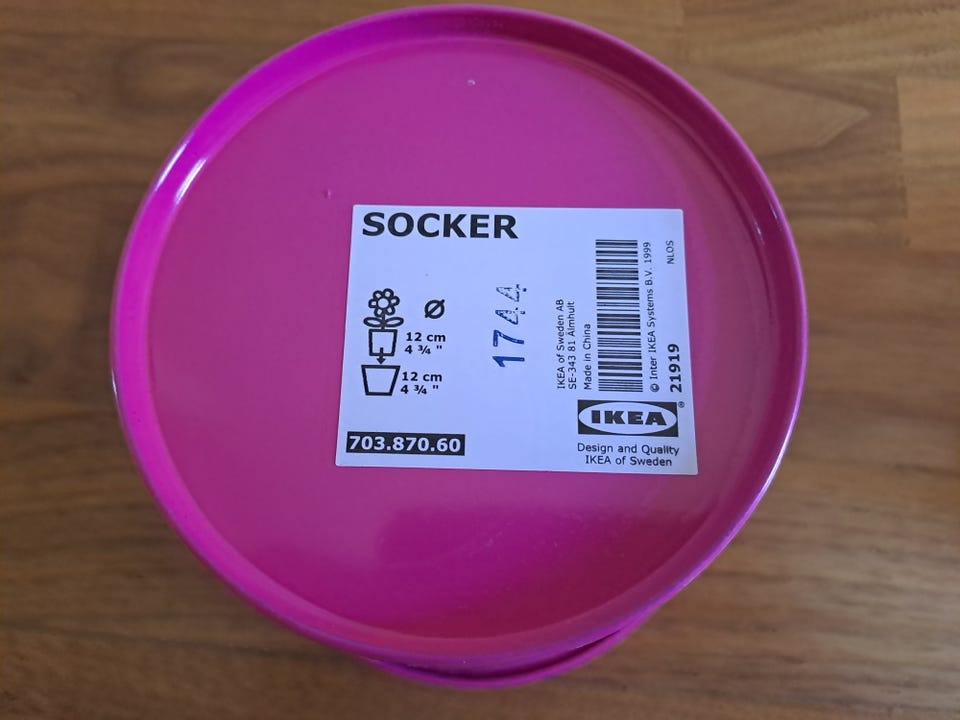 SOCKER
Ø
12 cm
4 ¾ "
12 cm
4 ¾ "
703.870.60
1744
IKEA of Sweden AB
SE-343 81 Älmhult
Made in China
© Inter IKEA Systems B.V. 1999
21919
NLOS
IKEA®
Design and Quality
IKEA of Sweden